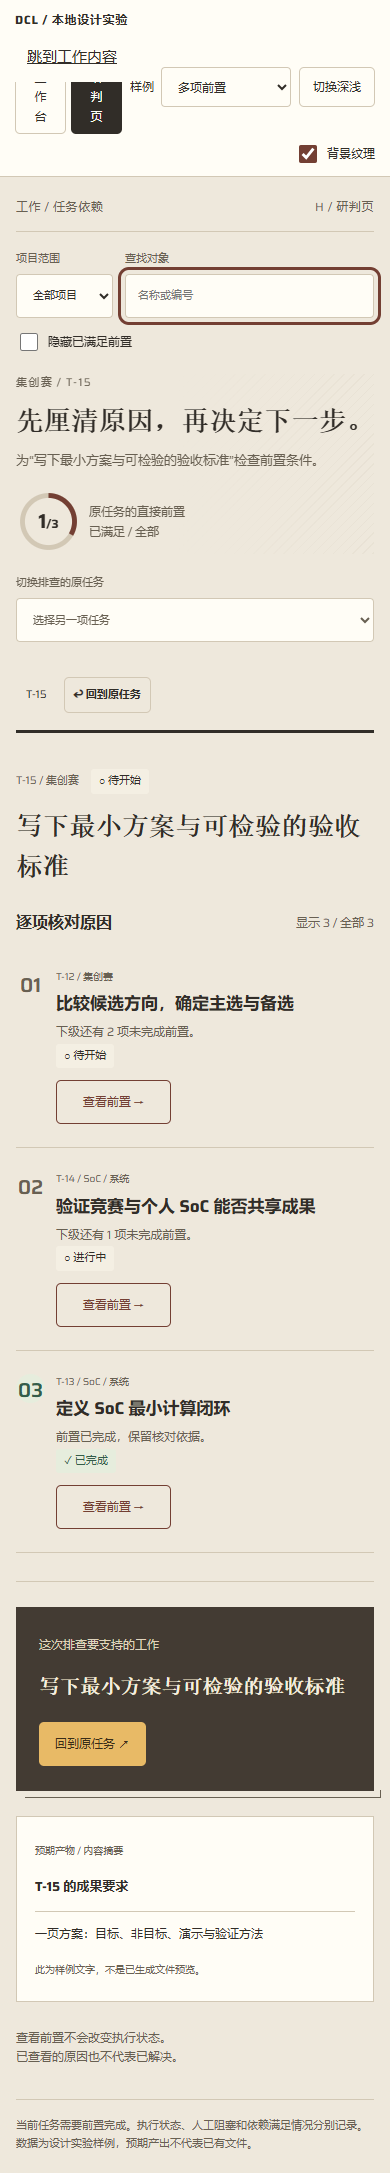 DCL / 本地设计实验
跳到工作内容
作
台
判
页
样例
多项前置
切换深浅
背景纹理
工作 / 任务依赖
H / 研判页
项目范围
查找对象
全部项目
名称或编号
隐藏已满足前置
集创赛 / T-15
先厘清原因，再决定下一步。
为“写下最小方案与可检验的验收标准”检查前置条件。
1/3
原任务的直接前置
已满足 / 全部
切换排查的原任务
选择另一项任务
T-15
↩ 回到原任务
T-15 / 集创赛
○ 待开始
写下最小方案与可检验的验收
标准
逐项核对原因
显示 3 / 全部 3
01
T-12 / 集创赛
比较候选方向，确定主选与备选
下级还有 2 项未完成前置。
○ 待开始
查看前置 →
02
T-14 / SoC / 系统
验证竞赛与个人 SoC 能否共享成果
下级还有 1 项未完成前置。
○ 进行中
查看前置 →
03
T-13 / SoC / 系统
定义 SoC 最小计算闭环
前置已完成，保留核对依据。
✓ 已完成
查看前置 →
这次排查要支持的工作
写下最小方案与可检验的验收标准
回到原任务 ↗
预期产物 / 内容摘要
T-15 的成果要求
一页方案：目标、非目标、演示与验证方法
此为样例文字，不是已生成文件预览。
查看前置不会改变执行状态。
已查看的原因也不代表已解决。
当前任务需要前置完成。执行状态、人工阻塞和依赖满足情况分别记录。
数据为设计实验样例，预期产出不代表已有文件。